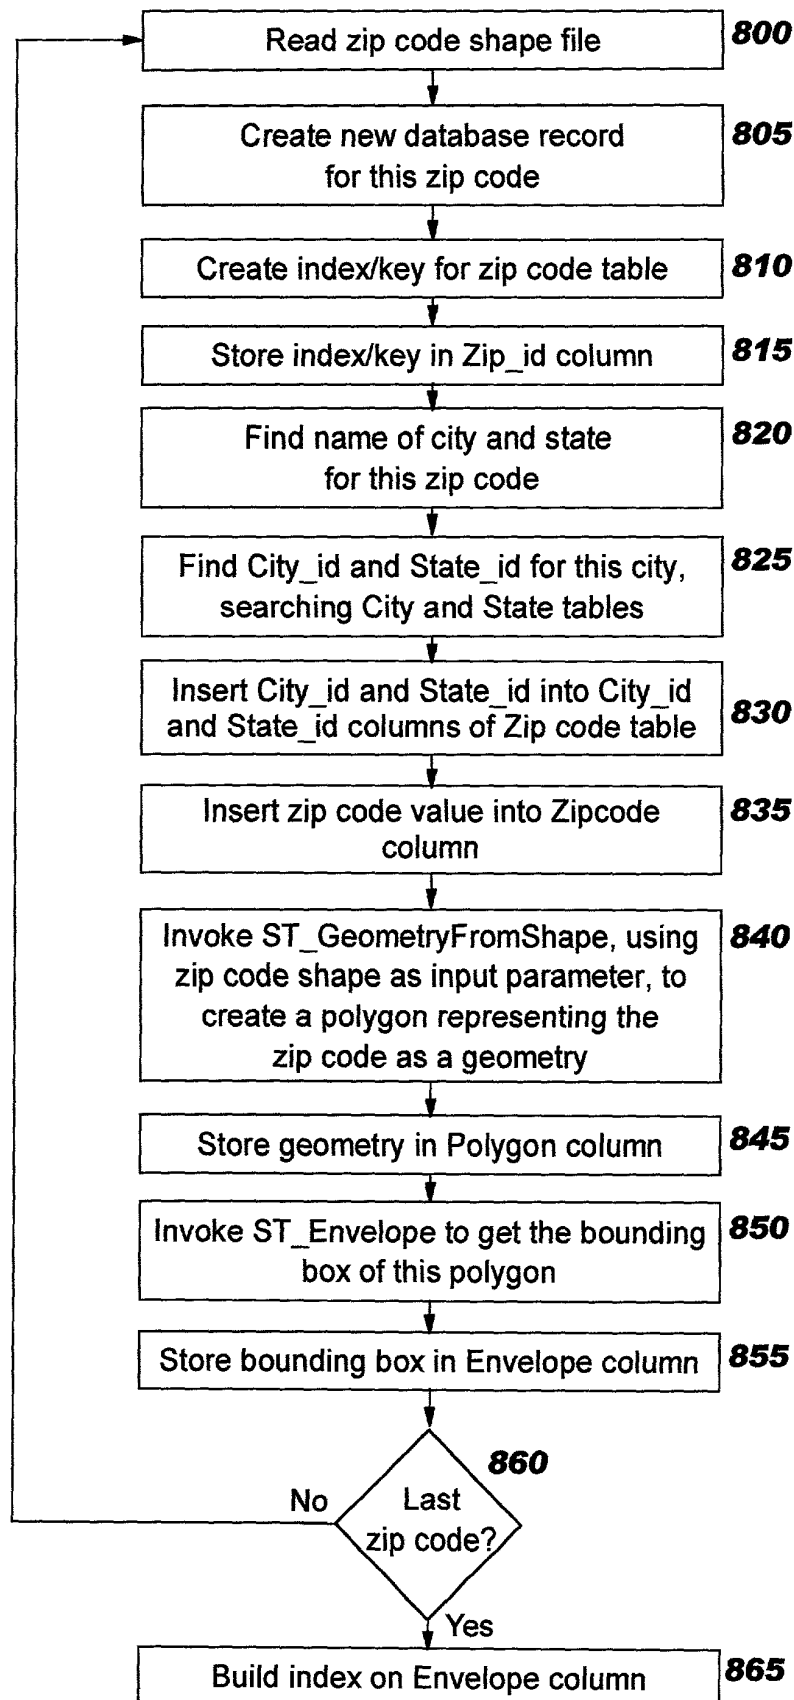 Read zip code shape file
800
Create new database record
for this zip code
805
Create index/key for zip code table
810
Store index/key in Zip_id column
815
Find name of city and state
for this zip code
820
Find City_id and State_id for this city,
searching City and State tables
825
Insert City_id and State_id into City_id
and State_id columns of Zip code table
830
Insert zip code value into Zipcode
column
835
Invoke ST_GeometryFromShape, using
zip code shape as input parameter, to
create a polygon representing the
zip code as a geometry
840
Store geometry in Polygon column
845
Invoke ST_Envelope to get the bounding
box of this polygon
850
Store bounding box in Envelope column
855
860
Last
zip code?
No
Yes
Build index on Envelope column
865